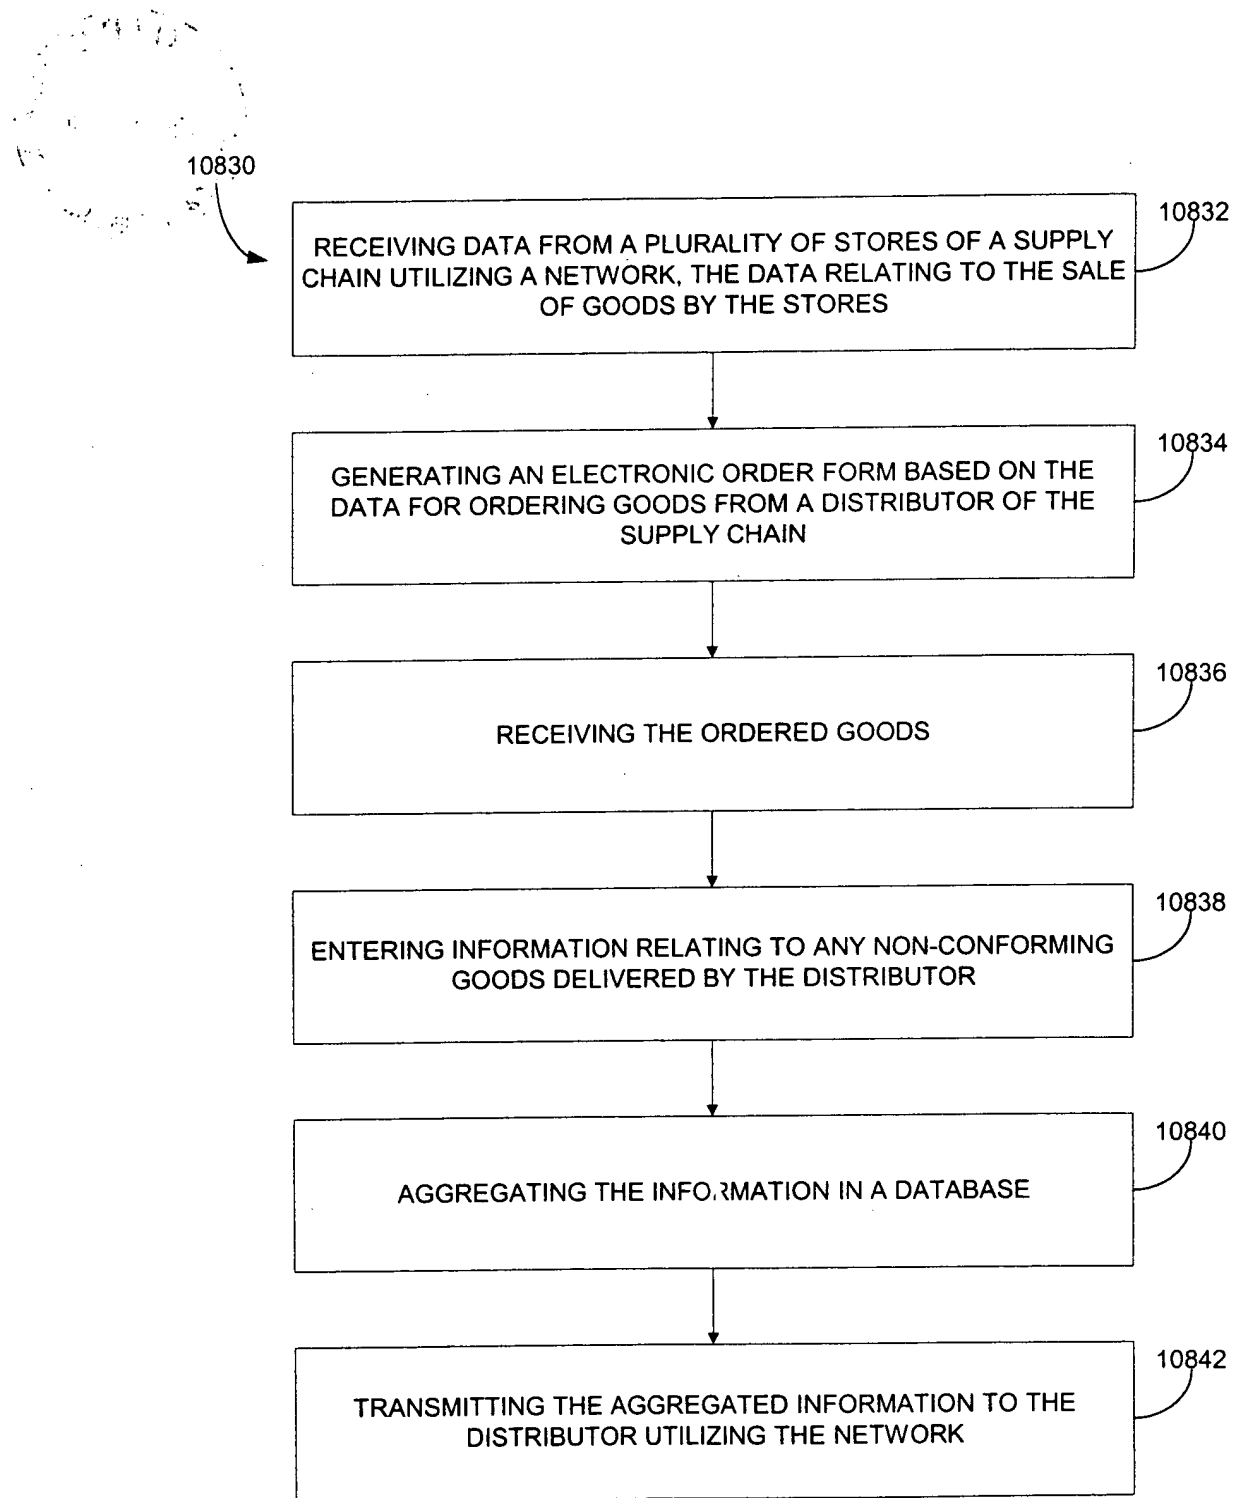 10830
10832
RECEIVING DATA FROM A PLURALITY OF STORES OF A SUPPLY
CHAIN UTILIZING A NETWORK, THE DATA RELATING TO THE SALE
OF GOODS BY THE STORES
10834
GENERATING AN ELECTRONIC ORDER FORM BASED ON THE
DATA FOR ORDERING GOODS FROM A DISTRIBUTOR OF THE
SUPPLY CHAIN
10836
RECEIVING THE ORDERED GOODS
10838
ENTERING INFORMATION RELATING TO ANY NON-CONFORMING
GOODS DELIVERED BY THE DISTRIBUTOR
10840
AGGREGATING THE INFORMATION IN A DATABASE
10842
TRANSMITTING THE AGGREGATED INFORMATION TO THE
DISTRIBUTOR UTILIZING THE NETWORK